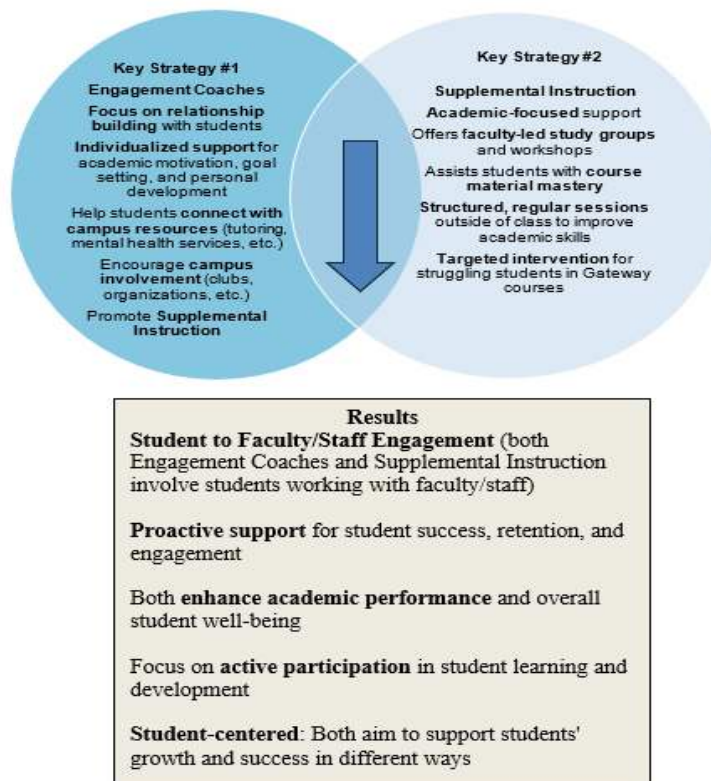 Key Strategy #1
Engagement Coaches
Focus on relationship
building with students
Individualized support for
academic motivation, goal
setting, and personal
development
Help students connect with
campus resources (tutoring,
mental health services, etc.)
Encourage campus
involvement (clubs,
organizations, etc.)
Promote Supplemental
Instruction
Key Strategy #2
Supplemental Instruction
Academic-focused support
Offers faculty-led study groups
and workshops
Assists students with course
material mastery
Structured, regular sessions
outside of class to improve
academic skills
Targeted intervention for
struggling students in Gateway
courses
Results
Student to Faculty/Staff Engagement (both
Engagement Coaches and Supplemental Instruction
involve students working with faculty/staff)
Proactive support for student success, retention, and
engagement
Both enhance academic performance and overall
student well-being
Focus on active participation in student learning and
development
Student-centered: Both aim to support students'
growth and success in different ways